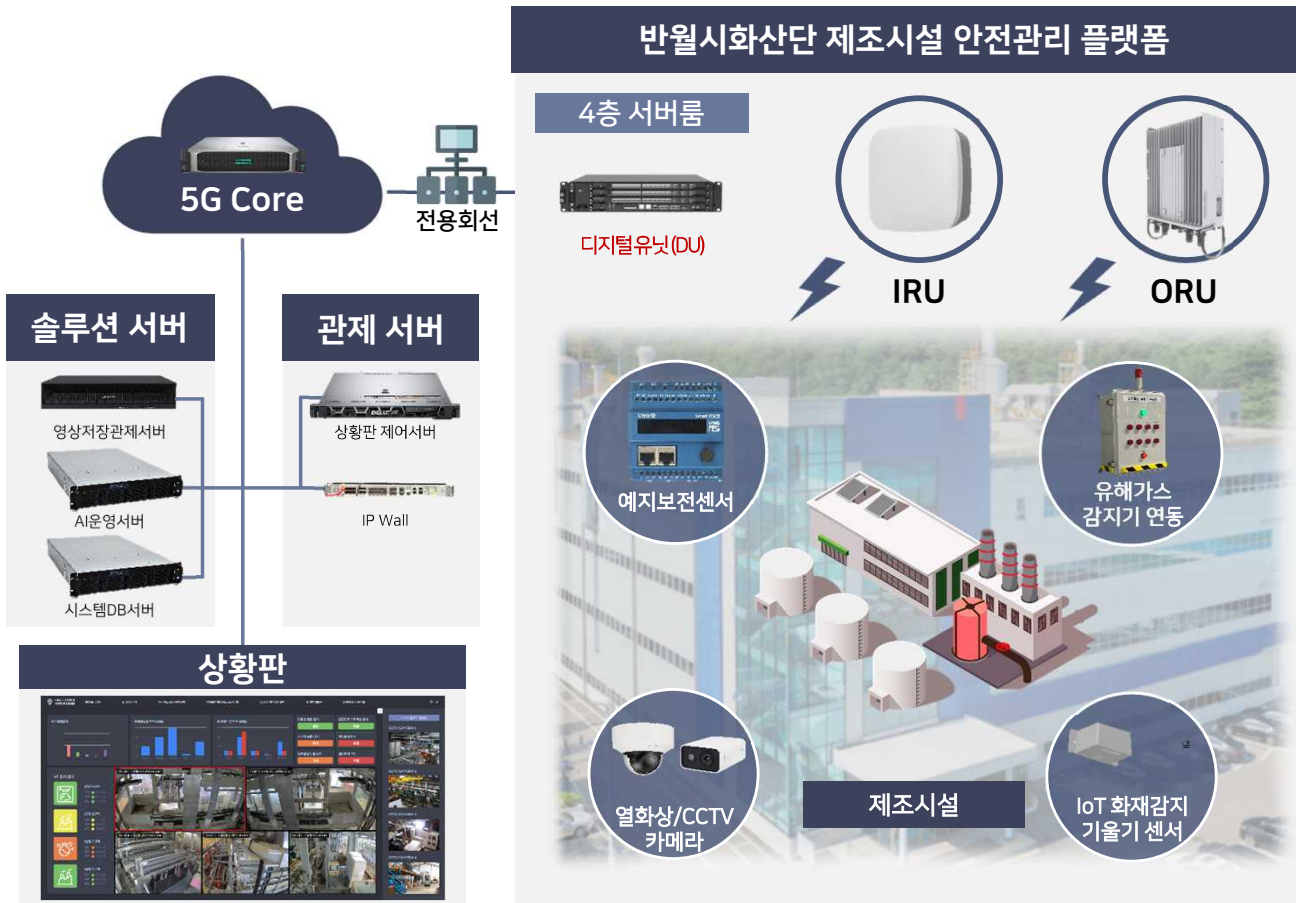 반월시화산단 제조시설 안전관리 플랫폼
4층 서버룸
5G Core
전용회선
디지털유닛(DU)
IRU
ORU
솔루션 서버
관제 서버
영상저장관제서버
상황판 제어서버
AI운영서버
IP Wall
시스템DB서버
예지보전센서
유해가스
감지기 연동
상황판
열화상/CCTV
카메라
제조시설
IoT 화재감지
기울기 센서